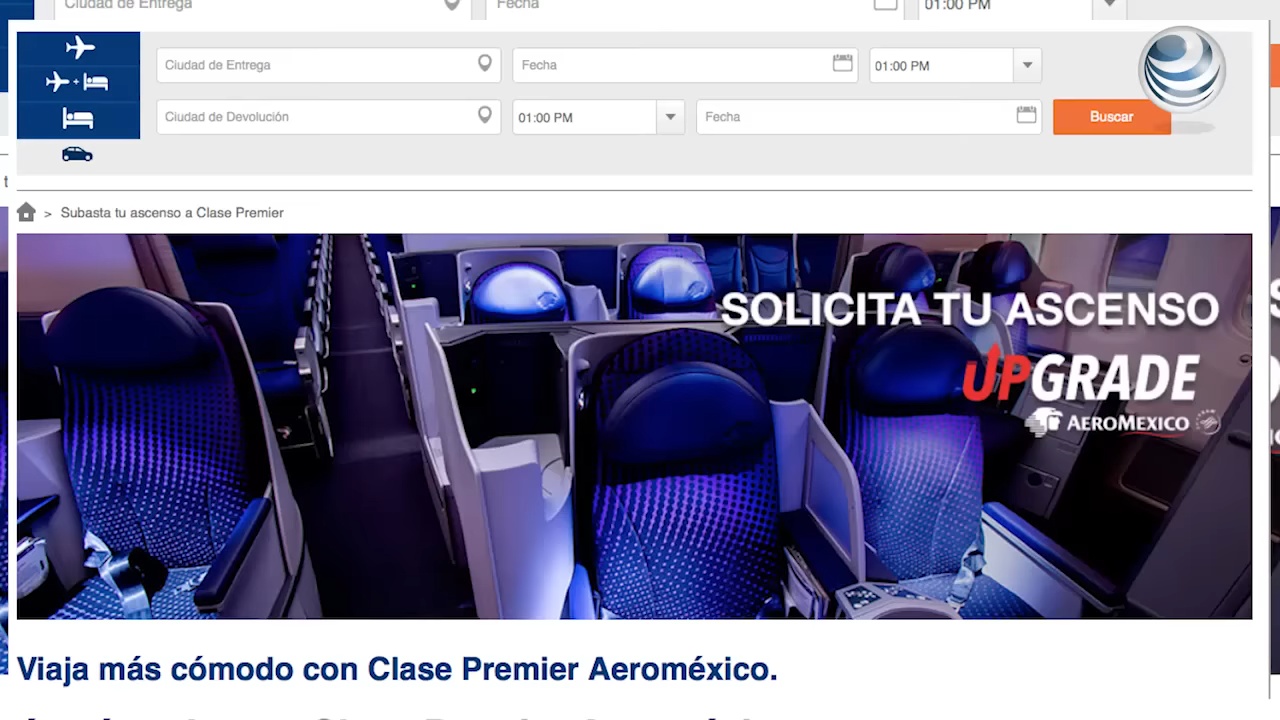 Ciudad de Entrega
Fecha
01:00 PM
Ciudad de Entrega
Fecha
01:00 PM
Ciudad de Devolución
01:00 PM
Fecha
Buscar
> Subasta tu ascenso a Clase Premier
SOLICITA TU ASCENSO
UPGRADE
AEROMEXICO
Viaja más cómodo con Clase Premier Aeroméxico.